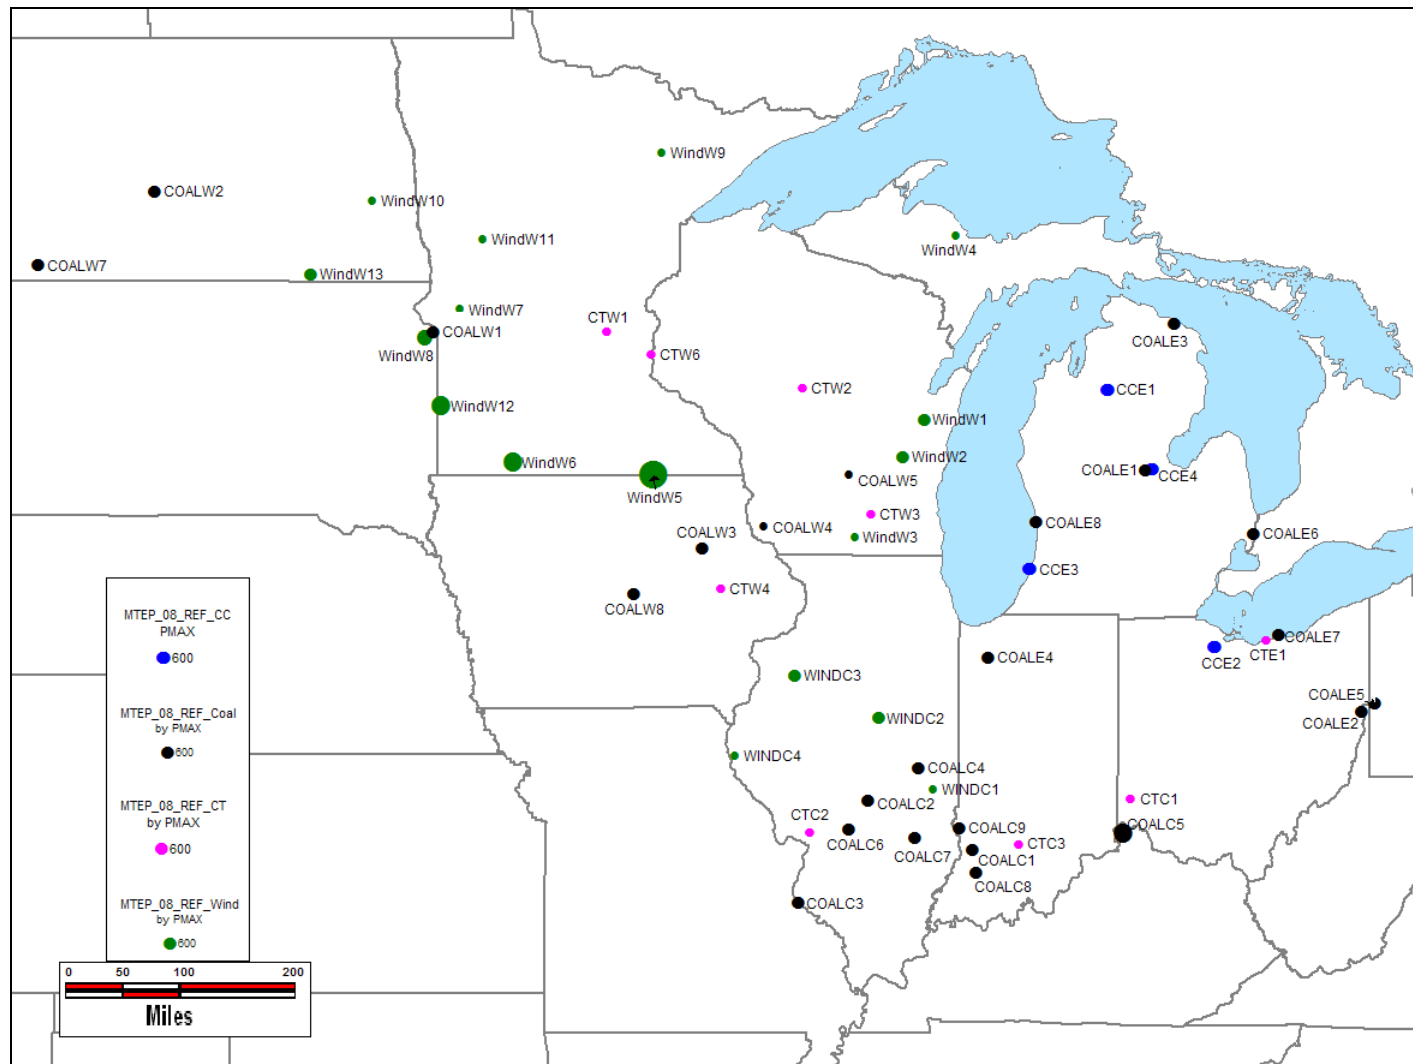 WindW9
COALW2
WindW10
WindW11
WindW4
COALW7
WindW13
WindW7
CTW1
COALW1
WindW8
COALE3
CTW6
CTW2
CCE1
WindW12
WindW1
WindW2
WindW6
COALE1
CCE4
COALW5
WindW5
CTW3
COALE8
COALW4
COALW3
WindW3
COALE6
CCE3
CTW4
COALW8
MTEP_08_REF_CC
PMAX
600
COALE7
CTE1
CCE2
COALE4
WINDC3
COALE5
COALE2
MTEP_08_REF_Coal
by PMAX
600
WINDC2
WINDC4
COALC4
WINDC1
COALC2
CTC1
MTEP_08_REF_CT
by PMAX
600
CTC2
COALC9
COALC5
COALC6
COALC7
CTC3
COALC1
COALC8
COALC3
MTEP_08_REF_Wind
by PMAX
600
0 50 100 200
Miles